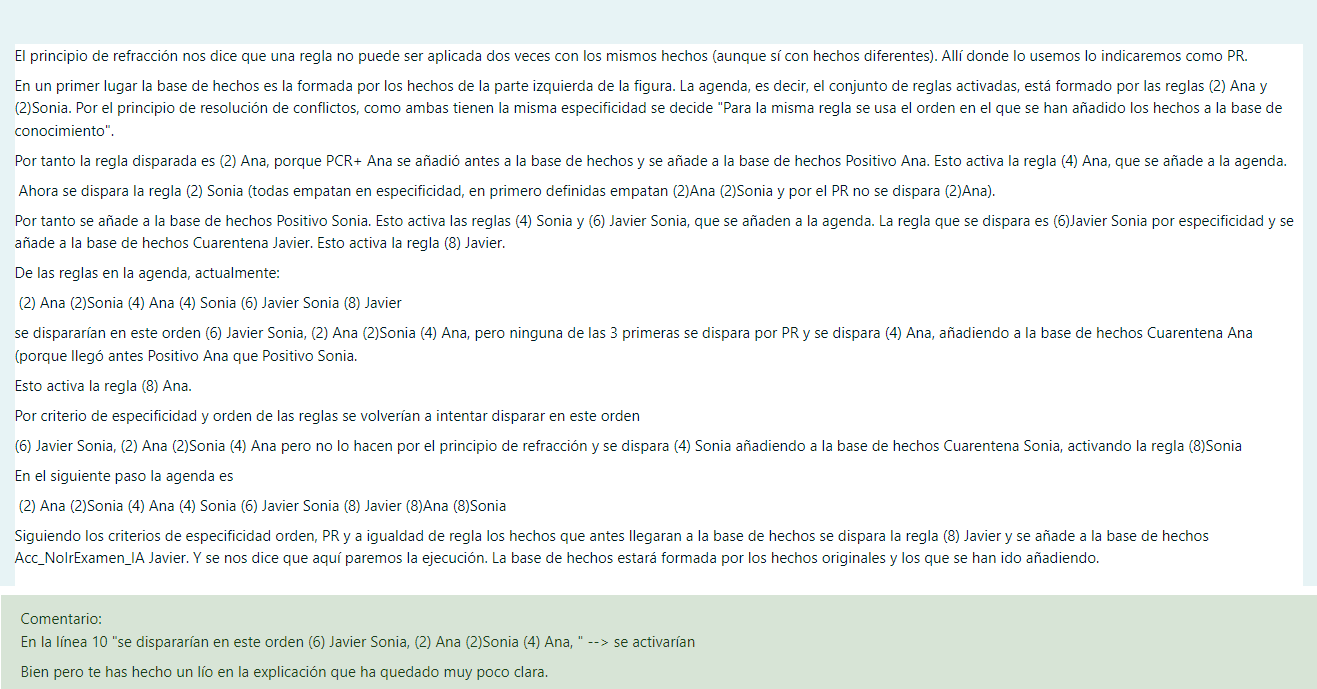 El principio de refracción nos dice que una regla no puede ser aplicada dos veces con los mismos hechos (aunque sí con hechos diferentes). Allí donde lo usemos lo indicaremos como PR.
En un primer lugar la base de hechos es la formada por los hechos de la parte izquierda de la figura. La agenda, es decir, el conjunto de reglas activadas, está formado por las reglas (2) Ana y
(2)Sonia. Por el principio de resolución de conflictos, como ambas tienen la misma especificidad se decide "Para la misma regla se usa el orden en el que se han añadido los hechos a la base de
conocimiento".
Por tanto la regla disparada es (2) Ana, porque PCR+ Ana se añadió antes a la base de hechos y se añade a la base de hechos Positivo Ana. Esto activa la regla (4) Ana, que se añade a la agenda.
Ahora se dispara la regla (2) Sonia (todas empatan en especificidad, en primero definidas empatan (2)Ana (2)Sonia y por el PR no se dispara (2)Ana).
Por tanto se añade a la base de hechos Positivo Sonia. Esto activa las reglas (4) Sonia y (6) Javier Sonia, que se añaden a la agenda. La regla que se dispara es (6)Javier Sonia por especificidad y se
añade a la base de hechos Cuarentena Javier. Esto activa la regla (8) Javier.
De las reglas en la agenda, actualmente:
(2) Ana (2)Sonia (4) Ana (4) Sonia (6) Javier Sonia (8) Javier
se dispararían en este orden (6) Javier Sonia, (2) Ana (2)Sonia (4) Ana, pero ninguna de las 3 primeras se dispara por PR y se dispara (4) Ana, añadiendo a la base de hechos Cuarentena Ana
(porque llegó antes Positivo Ana que Positivo Sonia.
Esto activa la regla (8) Ana.
Por criterio de especificidad y orden de las reglas se volverían a intentar disparar en este orden
(6) Javier Sonia, (2) Ana (2)Sonia (4) Ana pero no lo hacen por el principio de refracción y se dispara (4) Sonia añadiendo a la base de hechos Cuarentena Sonia, activando la regla (8)Sonia
En el siguiente paso la agenda es
(2) Ana (2)Sonia (4) Ana (4) Sonia (6) Javier Sonia (8) Javier (8)Ana (8)Sonia
Siguiendo los criterios de especificidad orden, PR y a igualdad de regla los hechos que antes llegaran a la base de hechos se dispara la regla (8) Javier y se añade a la base de hechos
Acc_NoIrExamen_IA Javier. Y se nos dice que aquí paremos la ejecución. La base de hechos estará formada por los hechos originales y los que se han ido añadiendo.
Comentario:
En la línea 10 "se dispararían en este orden (6) Javier Sonia, (2) Ana (2)Sonia (4) Ana, " --> se activarían
Bien pero te has hecho un lío en la explicación que ha quedado muy poco clara.